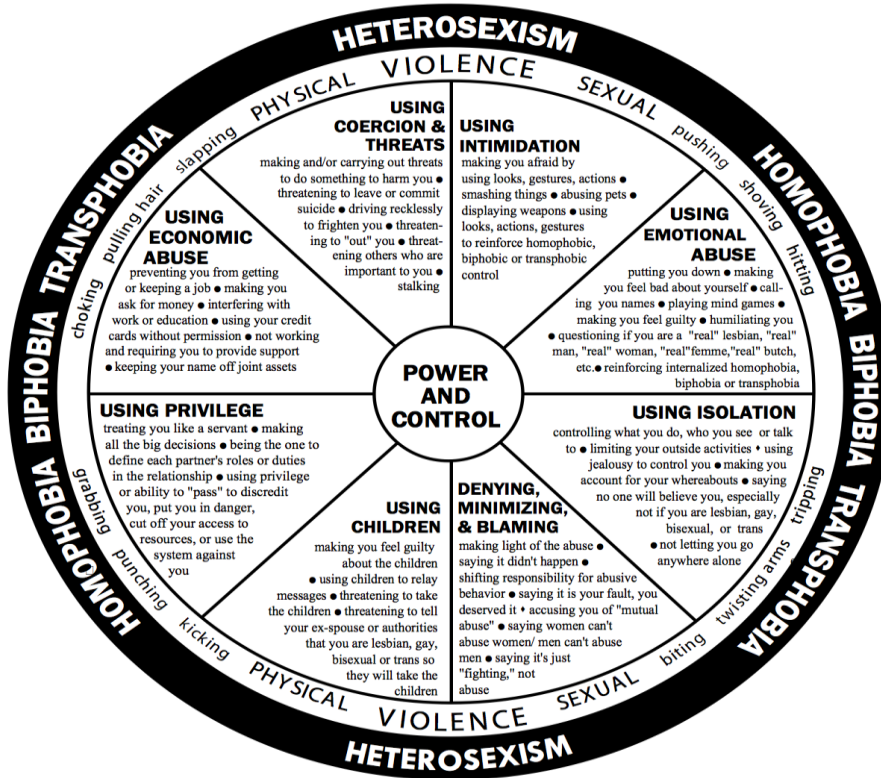 HETEROSEXISM
HOMOPHOBIA BIPHOBIA TRANSPHOBIA
HETEROSEXISM
HOMOPHOBIA BIPHOBIA TRANSPHOBIA
PHYSICAL VIOLENCE SEXUAL
pushing
shoving
hitting
tripping
twisting arms
biting
PHYSICAL VIOLENCE SEXUAL
kicking
punching
grabbing
choking
pulling hair
slapping
POWER
AND
CONTROL
USING
COERCION &
THREATS
making and/or carrying out threats
to do something to harm you ●
threatening to leave or commit
suicide ● driving recklessly
to frighten you ● threaten-
ing to "out" you ● threat-
ening others who are
important to you ●
stalking
USING
INTIMIDATION
making you afraid by
using looks, gestures, actions ●
smashing things ● abusing pets ●
displaying weapons ● using
looks, actions, gestures
to reinforce homophobic,
biphobic or transphobic
control
USING
EMOTIONAL
ABUSE
putting you down ● making
you feel bad about yourself ● call-
ing you names ● playing mind games ●
making you feel guilty ● humiliating you
● questioning if you are a "real" lesbian, "real"
man, "real" woman, "real"femme,"real" butch,
etc.● reinforcing internalized homophobia,
biphobia or transphobia
USING ISOLATION
controlling what you do, who you see or talk
to ● limiting your outside activities ♦ using
jealousy to control you ● making you
account for your whereabouts ● saying
no one will believe you, especially
not if you are lesbian, gay,
bisexual, or trans
● not letting you go
anywhere alone
DENYING,
MINIMIZING,
& BLAMING
making light of the abuse ●
saying it didn't happen ●
shifting responsibility for abusive
behavior ● saying it is your fault, you
deserved it ♦ accusing you of "mutual
abuse" ● saying women can't
abuse women/ men can't abuse
men ● saying it's just
"fighting," not
abuse
USING
CHILDREN
making you feel guilty
about the children
● using children to relay
messages ● threatening to take
the children ● threatening to tell
your ex-spouse or authorities
that you are lesbian, gay,
bisexual or trans so
they will take the
children
USING PRIVILEGE
treating you like a servant ● making
all the big decisions ● being the one to
define each partner's roles or duties
in the relationship ● using privilege
or ability to "pass" to discredit
you, put you in danger,
cut off your access to
resources, or use the
system against
you
USING
ECONOMIC
ABUSE
preventing you from getting
or keeping a job ● making you
ask for money ● interfering with
work or education ● using your credit
cards without permission ● not working
and requiring you to provide support
● keeping your name off joint assets